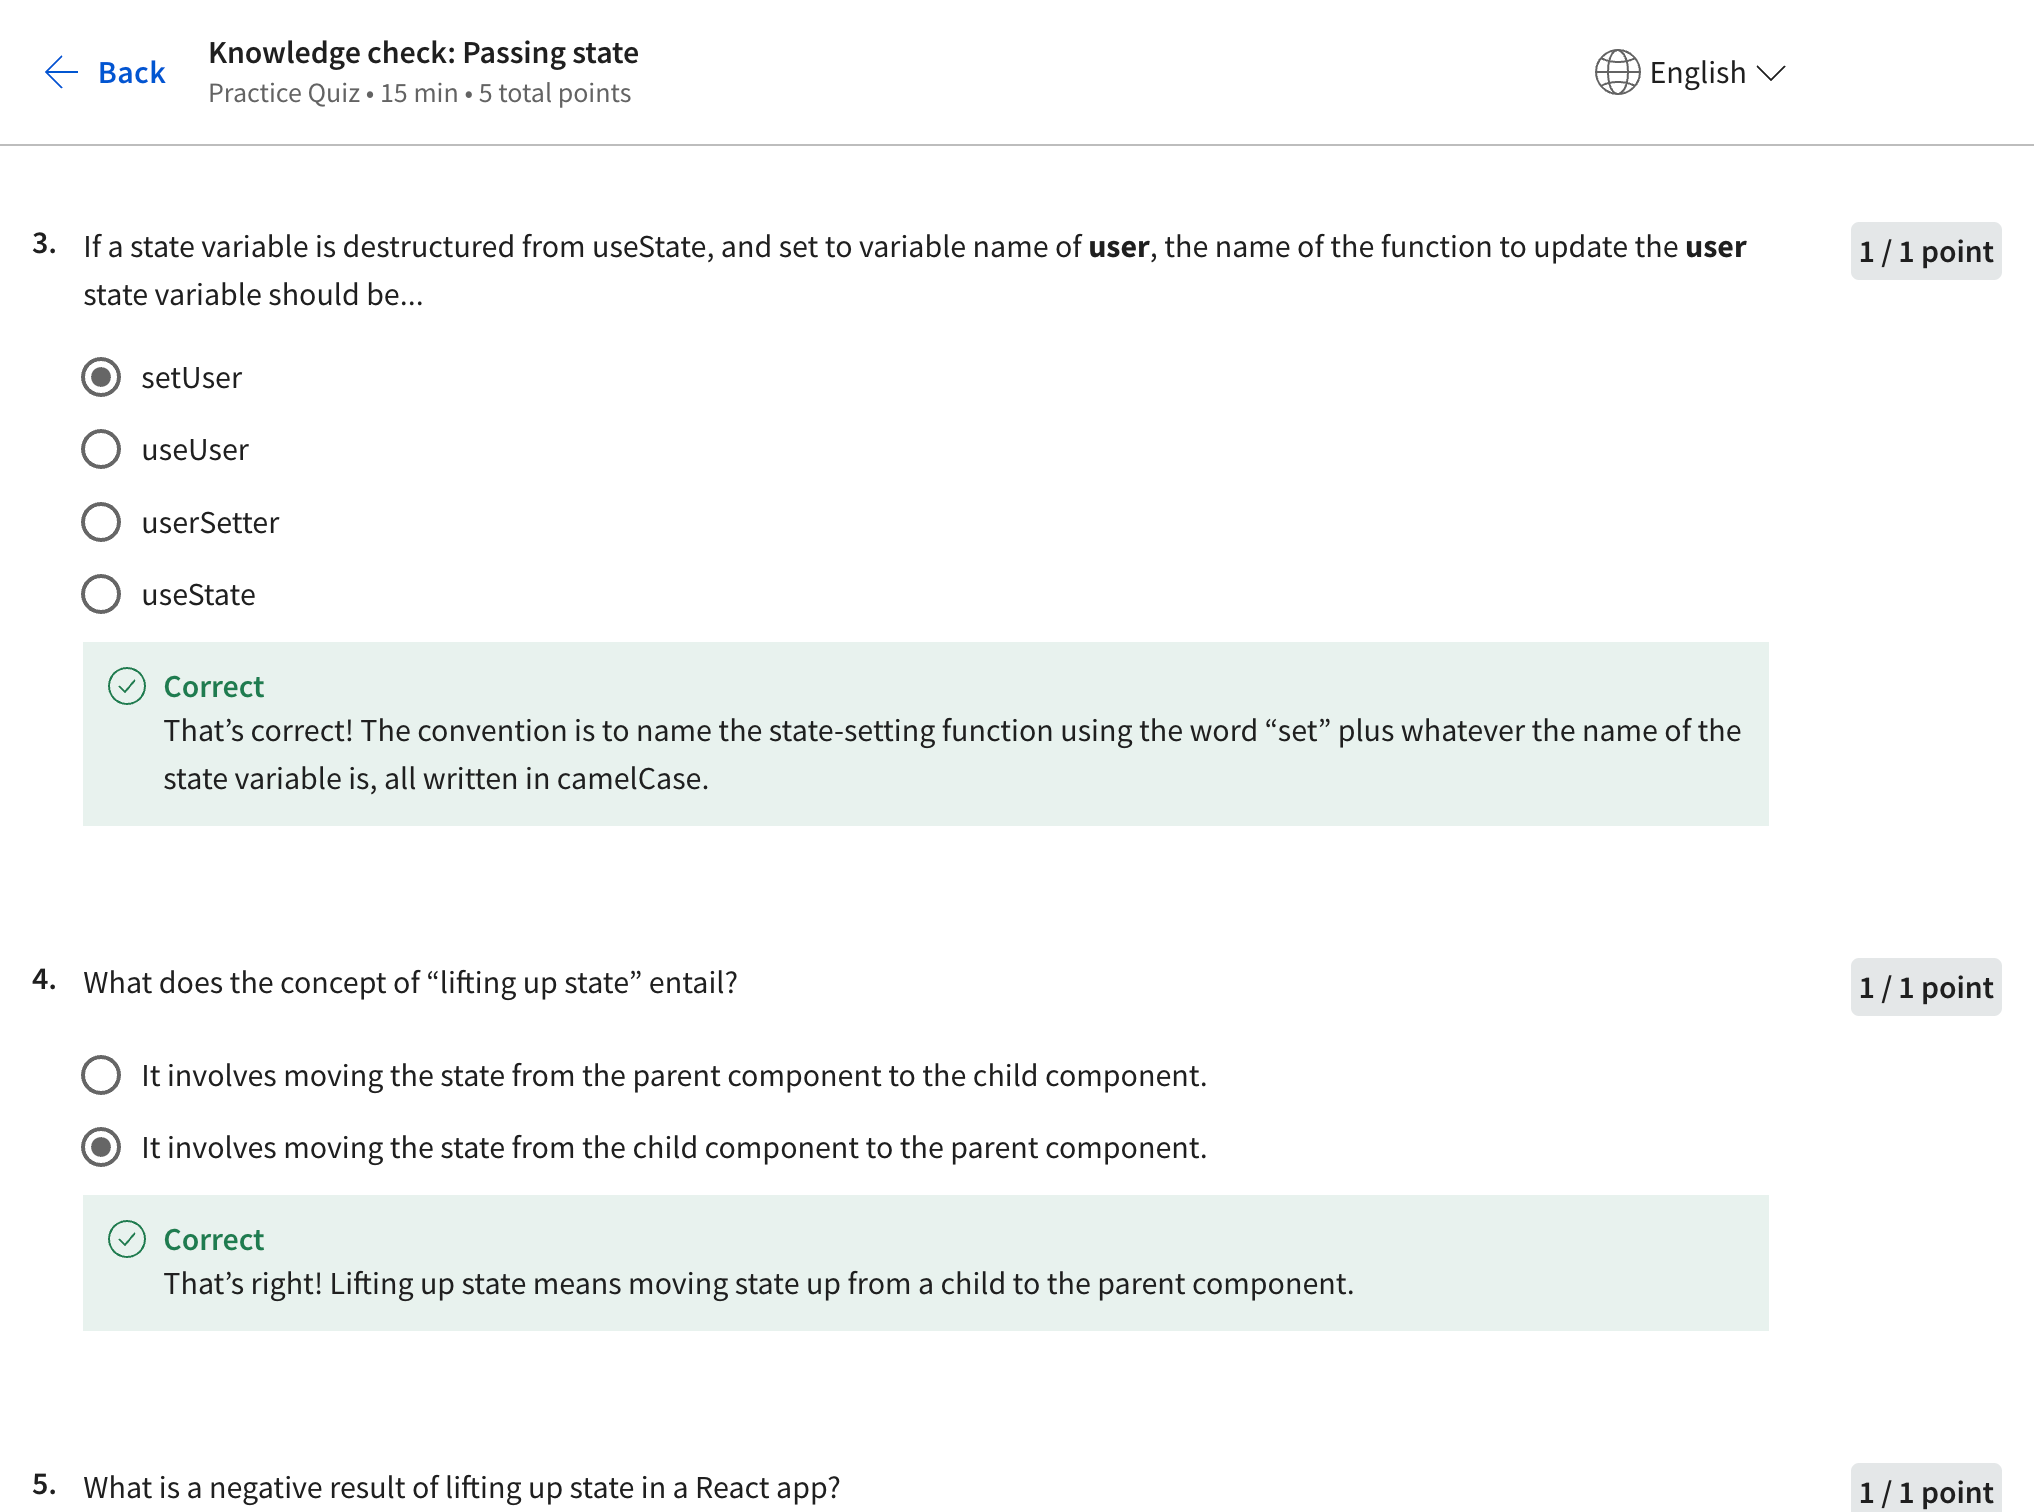 Back
Knowledge check: Passing state
Practice Quiz • 15 min • 5 total points
English
3. If a state variable is destructured from useState, and set to variable name of user, the name of the function to update the user
state variable should be...
1 / 1 point
setUser
useUser
userSetter
useState
Correct
That’s correct! The convention is to name the state-setting function using the word “set” plus whatever the name of the
state variable is, all written in camelCase.
4. What does the concept of “lifting up state” entail?
1 / 1 point
It involves moving the state from the parent component to the child component.
It involves moving the state from the child component to the parent component.
Correct
That’s right! Lifting up state means moving state up from a child to the parent component.
5. What is a negative result of lifting up state in a React app?
1 / 1 point